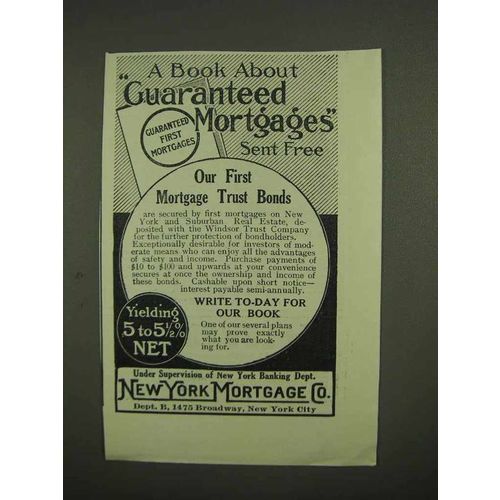 A Book About
"Guaranteed
Mortgages"
Sent Free
GUARANTEED
FIRST
MORTGAGES
Our First
Mortgage Trust Bonds
are secured by first mortgages on New
York and Suburban Real Estate, de-
posited with the Windsor Trust Company
for the further protection of bondholders.
Exceptionally desirable for investors of mod-
erate means who can enjoy all the advantages
of safety and income. Purchase payments of
$10 to $100 and upwards at your convenience
secures at once the ownership and income
of these bonds. Cashable upon short notice—
interest payable semi-annually.
WRITE TO-DAY FOR
OUR BOOK
One of our several plans
may prove exactly
what you are look-
ing for.
Yielding
5 to 5½%
NET
Under Supervision of New York Banking Dept.
NEW YORK MORTGAGE CO.
Dept. B, 1475 Broadway, New York City